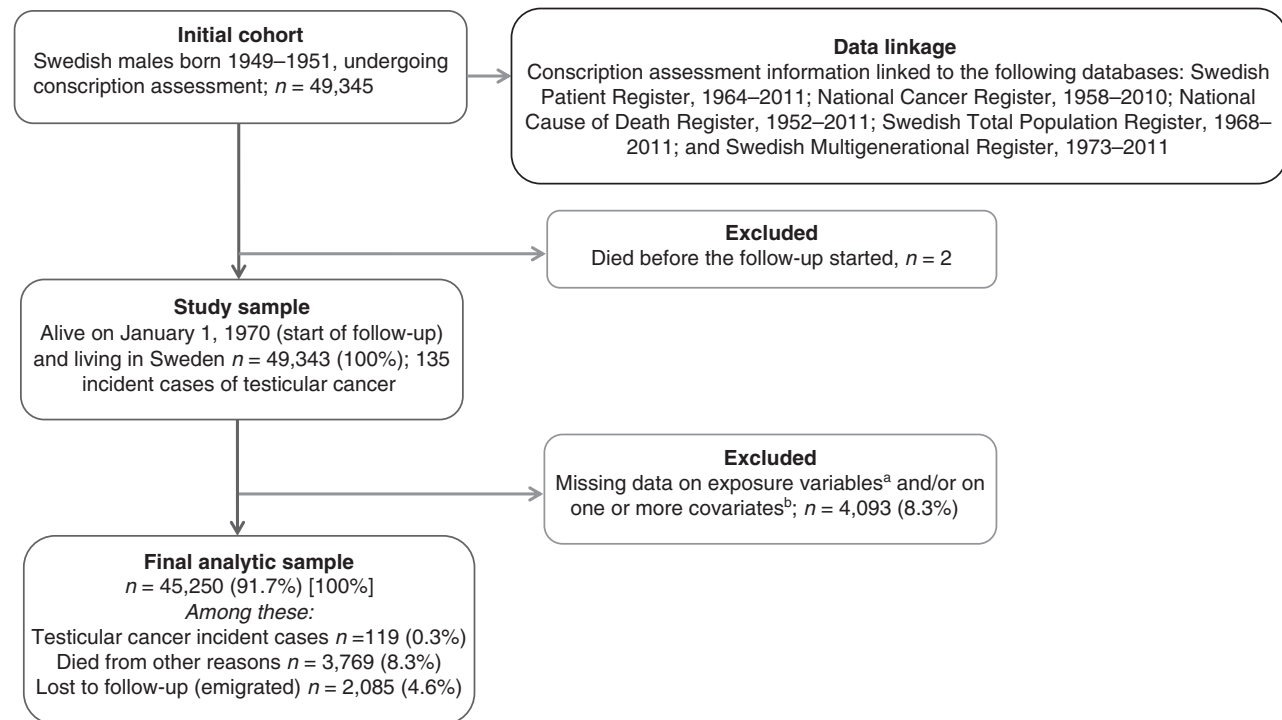 Initial cohort
Swedish males born 1949–1951, undergoing
conscription assessment; n = 49,345
Data linkage
Conscription assessment information linked to the following databases: Swedish
Patient Register, 1964–2011; National Cancer Register, 1958–2010; National
Cause of Death Register, 1952–2011; Swedish Total Population Register, 1968–
2011; and Swedish Multigenerational Register, 1973–2011
Excluded
Died before the follow-up started, n = 2
Study sample
Alive on January 1, 1970 (start of follow-up)
and living in Sweden n = 49,343 (100%); 135
incident cases of testicular cancer
Excluded
Missing data on exposure variablesᵃ and/or on
one or more covariatesᵇ; n = 4,093 (8.3%)
Final analytic sample
n = 45,250 (91.7%) [100%]
Among these:
Testicular cancer incident cases n =119 (0.3%)
Died from other reasons n = 3,769 (8.3%)
Lost to follow-up (emigrated) n = 2,085 (4.6%)